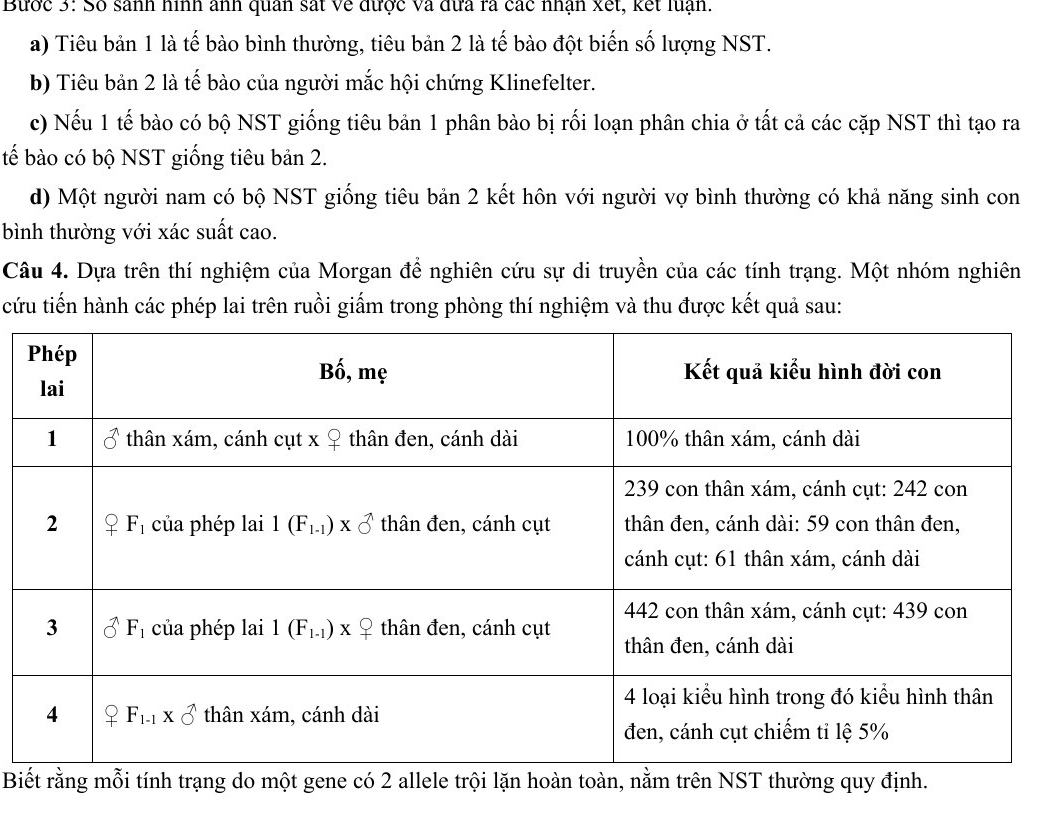 Bước 3: So sánh hình ảnh quan sát về được và đưa ra các nhận xét, kết luận.
a) Tiêu bản 1 là tế bào bình thường, tiêu bản 2 là tế bào đột biến số lượng NST.
b) Tiêu bản 2 là tế bào của người mắc hội chứng Klinefelter.
c) Nếu 1 tế bào có bộ NST giống tiêu bản 1 phân bào bị rối loạn phân chia ở tất cả các cặp NST thì tạo ra
tế bào có bộ NST giống tiêu bản 2.
d) Một người nam có bộ NST giống tiêu bản 2 kết hôn với người vợ bình thường có khả năng sinh con
bình thường với xác suất cao.
Câu 4. Dựa trên thí nghiệm của Morgan để nghiên cứu sự di truyền của các tính trạng. Một nhóm nghiên
cứu tiến hành các phép lai trên ruồi giấm trong phòng thí nghiệm và thu được kết quả sau:
Phép
lai
Bố, mẹ
Kết quả kiểu hình đời con
1
♂ thân xám, cánh cụt x ♀ thân đen, cánh dài
100% thân xám, cánh dài
2
♀ F₁ của phép lai 1 (F₁₋₁) x ♂ thân đen, cánh cụt
239 con thân xám, cánh cụt: 242 con
thân đen, cánh dài: 59 con thân đen,
cánh cụt: 61 thân xám, cánh dài
3
♂ F₁ của phép lai 1 (F₁₋₁) x ♀ thân đen, cánh cụt
442 con thân xám, cánh cụt: 439 con
thân đen, cánh dài
4
♀ F₁₋₁ x ♂ thân xám, cánh dài
4 loại kiểu hình trong đó kiểu hình thân
đen, cánh cụt chiếm tỉ lệ 5%
Biết rằng mỗi tính trạng do một gene có 2 allele trội lặn hoàn toàn, nằm trên NST thường quy định.